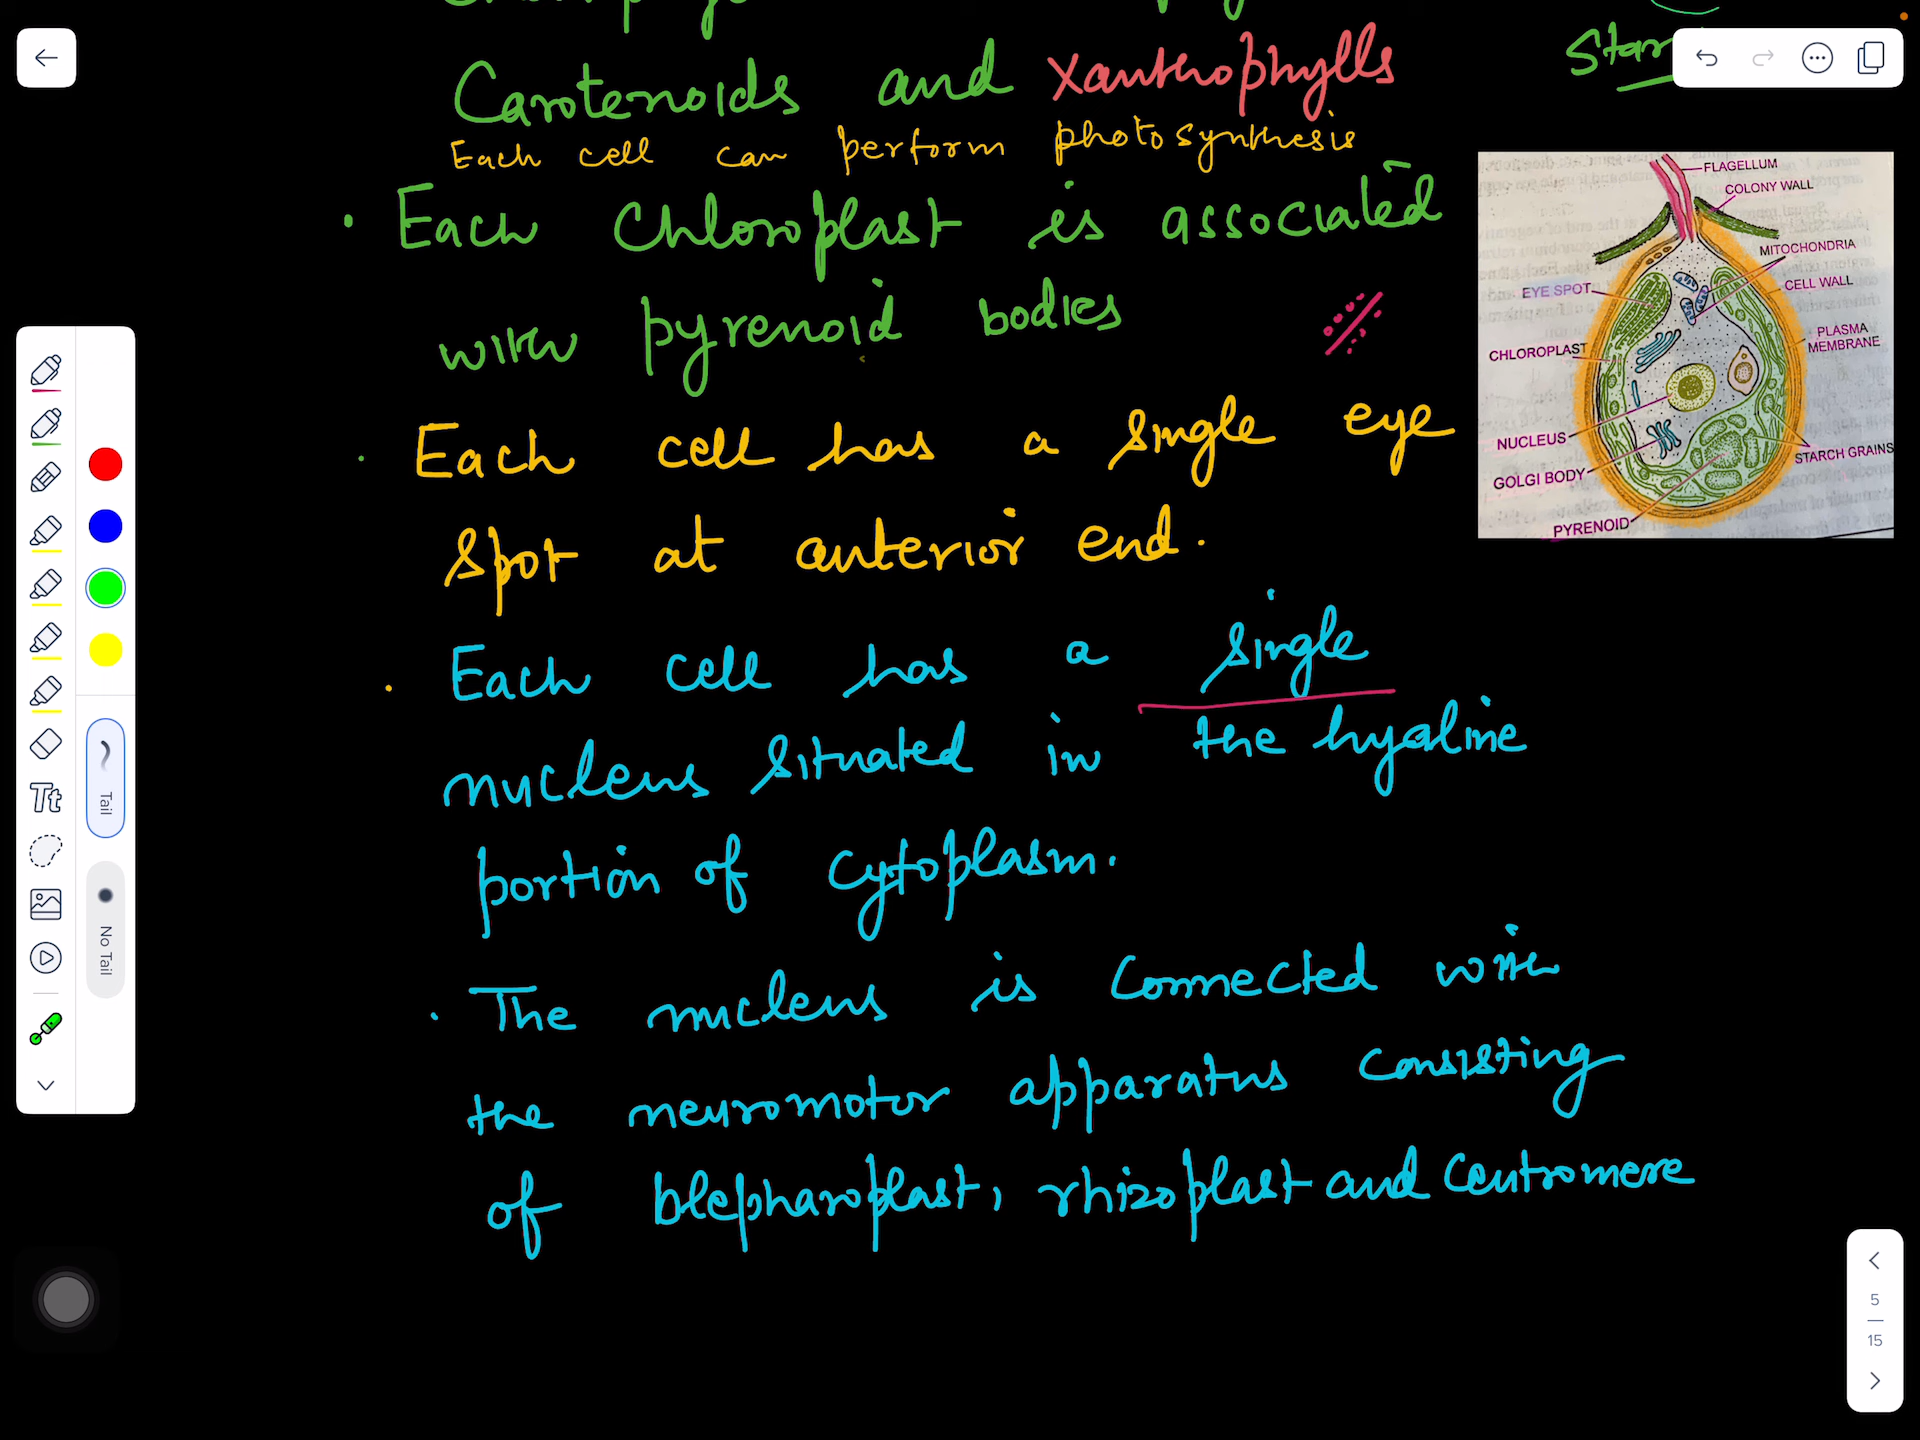 Carotenoids and Xanthophylls
Each cell can perform photosynthesis
• Each Chloroplast is associated
with pyrenoid bodies
• Each cell has a single eye
spot at anterior end.
• Each cell has a single
nucleus situated in the hyaline
portion of cytoplasm.
• The nucleus is connected with
the neuromotor apparatus consisting
of blepharoplast, rhizoplast and Centromere
Star
FLAGELLUM
COLONY WALL
MITOCHONDRIA
EYE SPOT
CELL WALL
PLASMA
MEMBRANE
CHLOROPLAST
NUCLEUS
STARCH GRAINS
GOLGI BODY
PYRENOID
Tt
Tail
No Tail
5
15